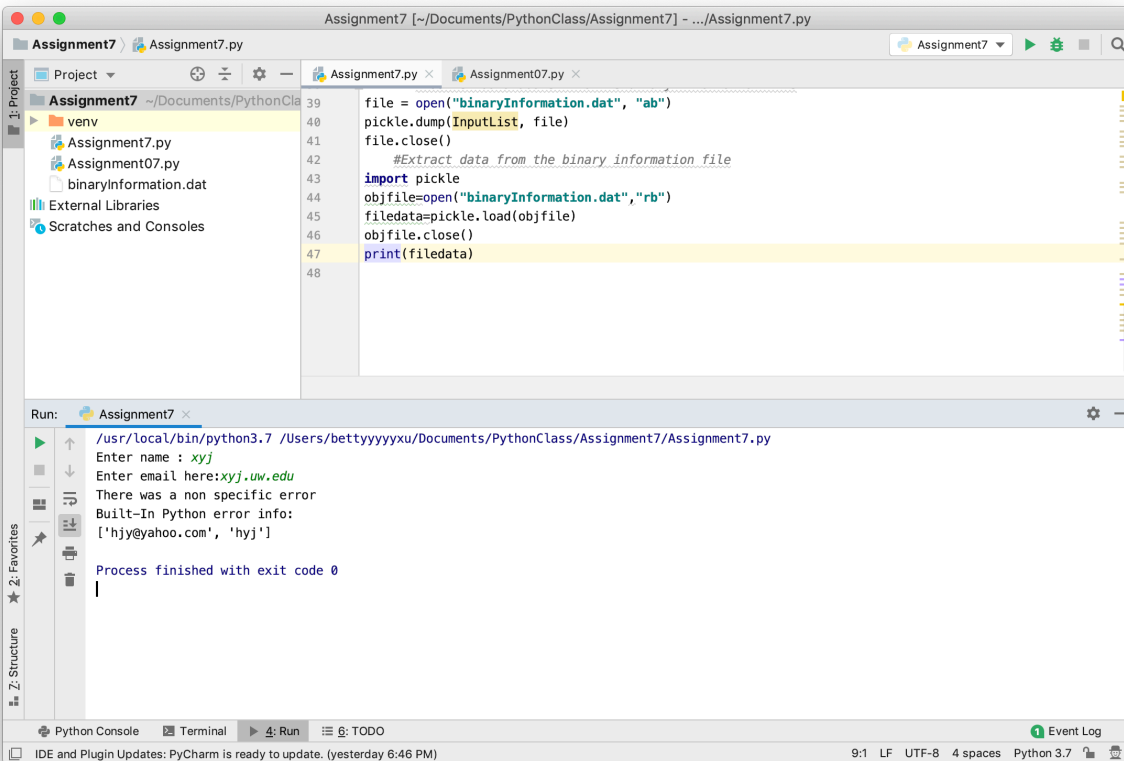 Assignment7 [~/Documents/PythonClass/Assignment7] - .../Assignment7.py
Assignment7 Assignment7.py Assignment7
1: Project
Project
Assignment7.py Assignment07.py
Assignment7 ~/Documents/PythonCla
venv
Assignment7.py
Assignment07.py
binaryInformation.dat
External Libraries
Scratches and Consoles
39 file = open("binaryInformation.dat", "ab")
40 pickle.dump(InputList, file)
41 file.close()
42 #Extract data from the binary information file
43 import pickle
44 objfile=open("binaryInformation.dat","rb")
45 filedata=pickle.load(objfile)
46 objfile.close()
47 print(filedata)
48
Run: Assignment7
/usr/local/bin/python3.7 /Users/bettyyyyyxu/Documents/PythonClass/Assignment7/Assignment7.py
Enter name : xyj
Enter email here:xyj.uw.edu
There was a non specific error
Built-In Python error info:
['hjy@yahoo.com', 'hyj']
Process finished with exit code 0
2: Favorites
Z: Structure
Python Console Terminal 4: Run 6: TODO 1 Event Log
IDE and Plugin Updates: PyCharm is ready to update. (yesterday 6:46 PM) 9:1 LF UTF-8 4 spaces Python 3.7